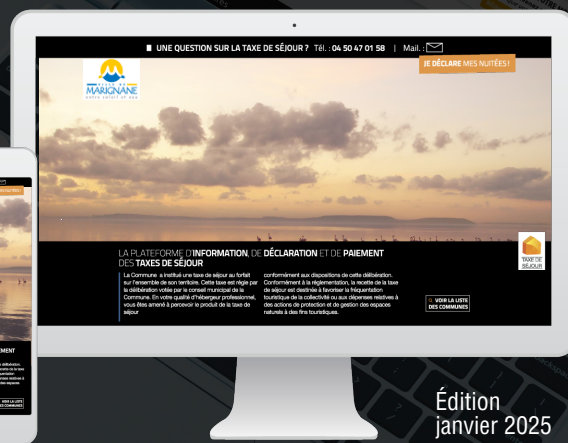 UNE QUESTION SUR LA TAXE DE SÉJOUR ? Tél. : 04 50 47 01 58 | Mail. :
JE DÉCLARE MES NUITÉES !
VILLE DE
MARIGNANE
LA PLATEFORME D'INFORMATION, DE DÉCLARATION ET DE PAIEMENT
DES TAXES DE SÉJOUR
La Commune a institué une taxe de séjour au forfait
sur l'ensemble de son territoire. Cette taxe est régie par
la délibération votée par le conseil municipal de la
Commune. En votre qualité d'hébergeur professionnel,
vous êtes amené à percevoir le produit de la taxe de
séjour
conformément aux dispositions de cette délibération.
Conformément à la réglementation, la recette de la taxe
de séjour est destinée à favoriser la fréquentation
touristique de la collectivité ou aux dépenses relatives à
des actions de protection et de gestion des espaces
naturels à des fins touristiques.
TAXE DE
SÉJOUR
VOIR LA LISTE
DES COMMUNES
EMENT
Édition
janvier 2025